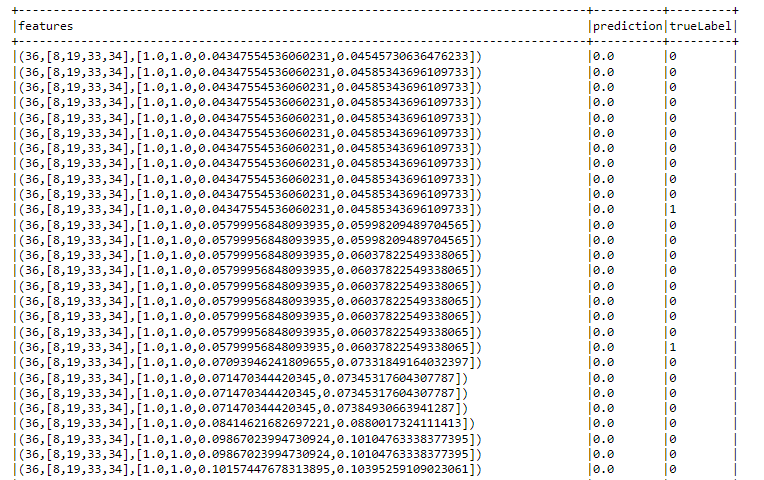 +--------------------------------------------------------------------------------+----------+---------+
|features |prediction|trueLabel|
+--------------------------------------------------------------------------------+----------+---------+
|(36,[8,19,33,34],[1.0,1.0,0.04347554536060231,0.04545730636476233]) |0.0 |0 |
|(36,[8,19,33,34],[1.0,1.0,0.04347554536060231,0.04585343696109733]) |0.0 |0 |
|(36,[8,19,33,34],[1.0,1.0,0.04347554536060231,0.04585343696109733]) |0.0 |0 |
|(36,[8,19,33,34],[1.0,1.0,0.04347554536060231,0.04585343696109733]) |0.0 |0 |
|(36,[8,19,33,34],[1.0,1.0,0.04347554536060231,0.04585343696109733]) |0.0 |0 |
|(36,[8,19,33,34],[1.0,1.0,0.04347554536060231,0.04585343696109733]) |0.0 |0 |
|(36,[8,19,33,34],[1.0,1.0,0.04347554536060231,0.04585343696109733]) |0.0 |0 |
|(36,[8,19,33,34],[1.0,1.0,0.04347554536060231,0.04585343696109733]) |0.0 |0 |
|(36,[8,19,33,34],[1.0,1.0,0.04347554536060231,0.04585343696109733]) |0.0 |0 |
|(36,[8,19,33,34],[1.0,1.0,0.04347554536060231,0.04585343696109733]) |0.0 |0 |
|(36,[8,19,33,34],[1.0,1.0,0.04347554536060231,0.04585343696109733]) |0.0 |1 |
|(36,[8,19,33,34],[1.0,1.0,0.05799956848093935,0.05998209489704565]) |0.0 |0 |
|(36,[8,19,33,34],[1.0,1.0,0.05799956848093935,0.05998209489704565]) |0.0 |0 |
|(36,[8,19,33,34],[1.0,1.0,0.05799956848093935,0.06037822549338065]) |0.0 |0 |
|(36,[8,19,33,34],[1.0,1.0,0.05799956848093935,0.06037822549338065]) |0.0 |0 |
|(36,[8,19,33,34],[1.0,1.0,0.05799956848093935,0.06037822549338065]) |0.0 |0 |
|(36,[8,19,33,34],[1.0,1.0,0.05799956848093935,0.06037822549338065]) |0.0 |0 |
|(36,[8,19,33,34],[1.0,1.0,0.05799956848093935,0.06037822549338065]) |0.0 |0 |
|(36,[8,19,33,34],[1.0,1.0,0.05799956848093935,0.06037822549338065]) |0.0 |0 |
|(36,[8,19,33,34],[1.0,1.0,0.05799956848093935,0.06037822549338065]) |0.0 |1 |
|(36,[8,19,33,34],[1.0,1.0,0.07093946241809655,0.07331849164032397]) |0.0 |0 |
|(36,[8,19,33,34],[1.0,1.0,0.071470344420345,0.07345317604307787]) |0.0 |0 |
|(36,[8,19,33,34],[1.0,1.0,0.071470344420345,0.07345317604307787]) |0.0 |0 |
|(36,[8,19,33,34],[1.0,1.0,0.071470344420345,0.07384930663941287]) |0.0 |0 |
|(36,[8,19,33,34],[1.0,1.0,0.08414621682697221,0.0880017324111413]) |0.0 |0 |
|(36,[8,19,33,34],[1.0,1.0,0.09867023994730924,0.10104763338377395]) |0.0 |0 |
|(36,[8,19,33,34],[1.0,1.0,0.09867023994730924,0.10104763338377395]) |0.0 |0 |
|(36,[8,19,33,34],[1.0,1.0,0.10157447678313895,0.10395259109023061]) |0.0 |0 |